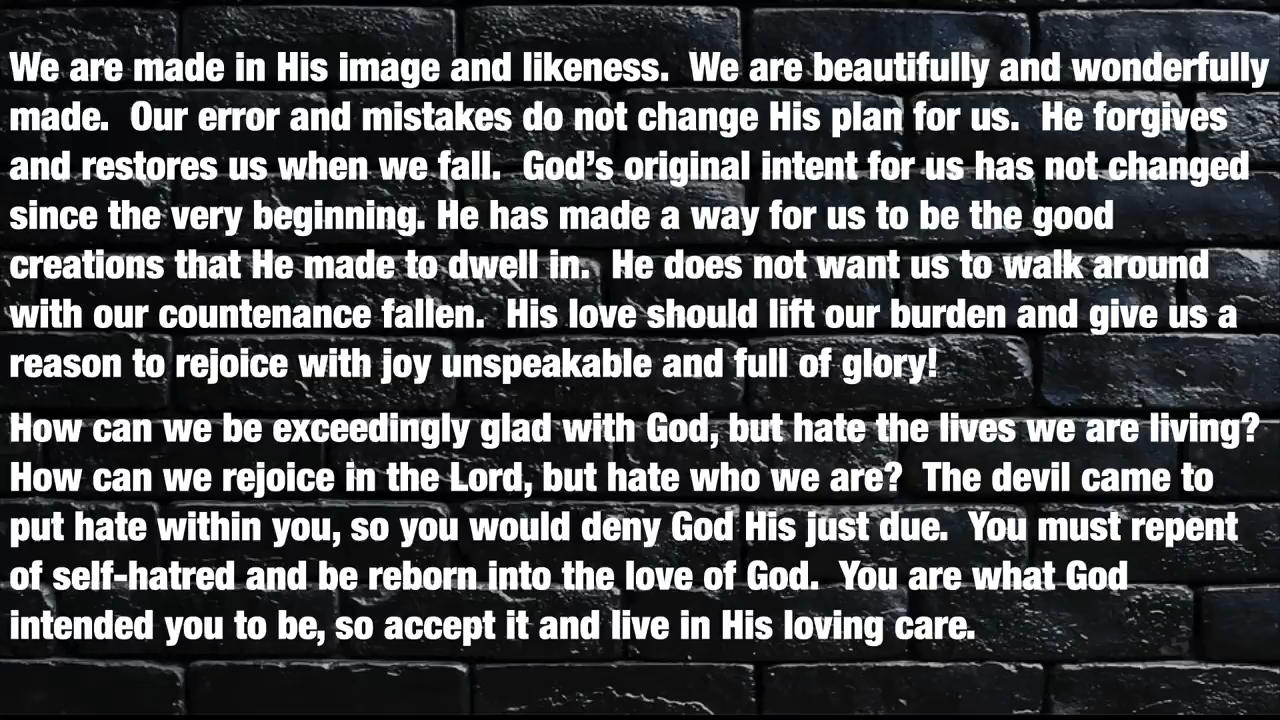 We are made in His image and likeness.  We are beautifully and wonderfully
made.  Our error and mistakes do not change His plan for us.  He forgives
and restores us when we fall.  God’s original intent for us has not changed
since the very beginning. He has made a way for us to be the good
creations that He made to dwell in.  He does not want us to walk around
with our countenance fallen.  His love should lift our burden and give us a
reason to rejoice with joy unspeakable and full of glory!
How can we be exceedingly glad with God, but hate the lives we are living?
How can we rejoice in the Lord, but hate who we are?  The devil came to
put hate within you, so you would deny God His just due.  You must repent
of self-hatred and be reborn into the love of God.  You are what God
intended you to be, so accept it and live in His loving care.